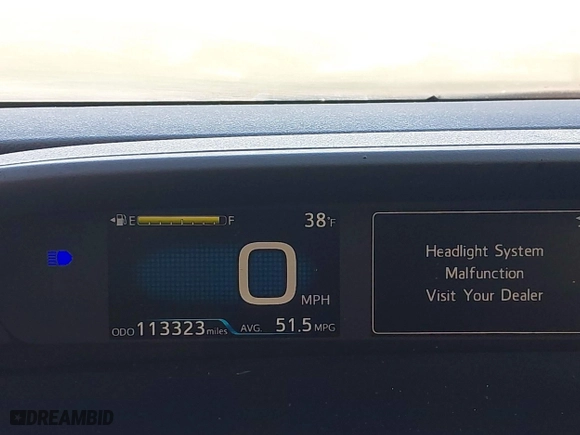 E F 38°F
0 MPH
ODO 113323 miles AVG. 51.5 MPG
Headlight System
Malfunction
Visit Your Dealer
DREAMBID